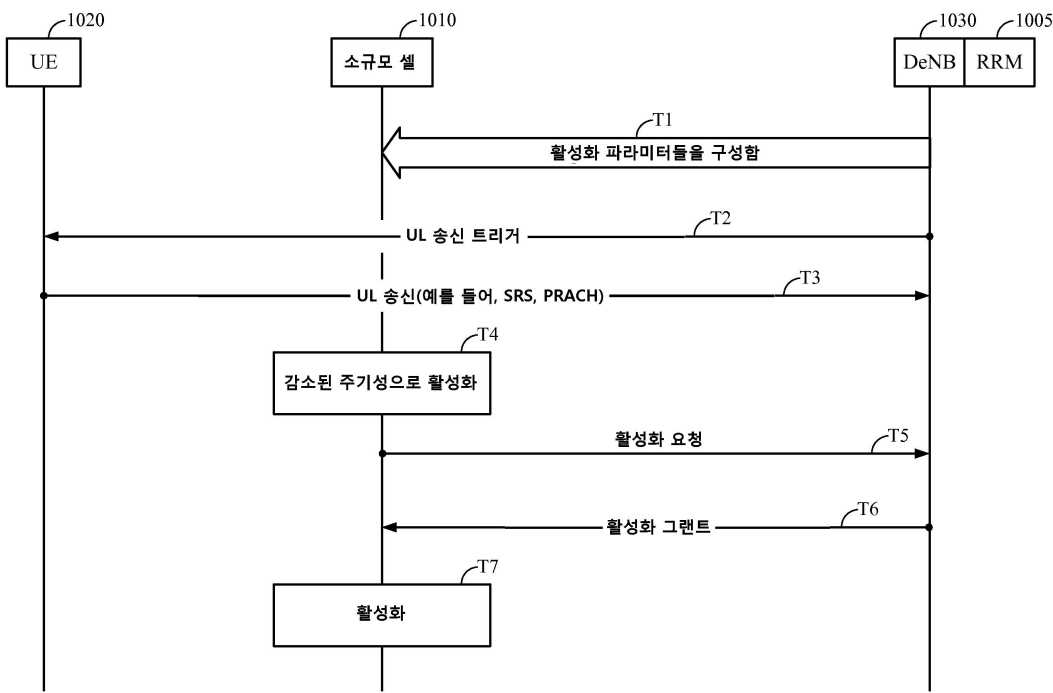 1020
1010
1030
1005
UE
소규모 셀
DeNB
RRM
T1
활성화 파라미터들을 구성함
T2
UL 송신 트리거
T3
UL 송신(예를 들어, SRS, PRACH)
T4
감소된 주기성으로 활성화
활성화 요청
T5
T6
활성화 그랜트
T7
활성화